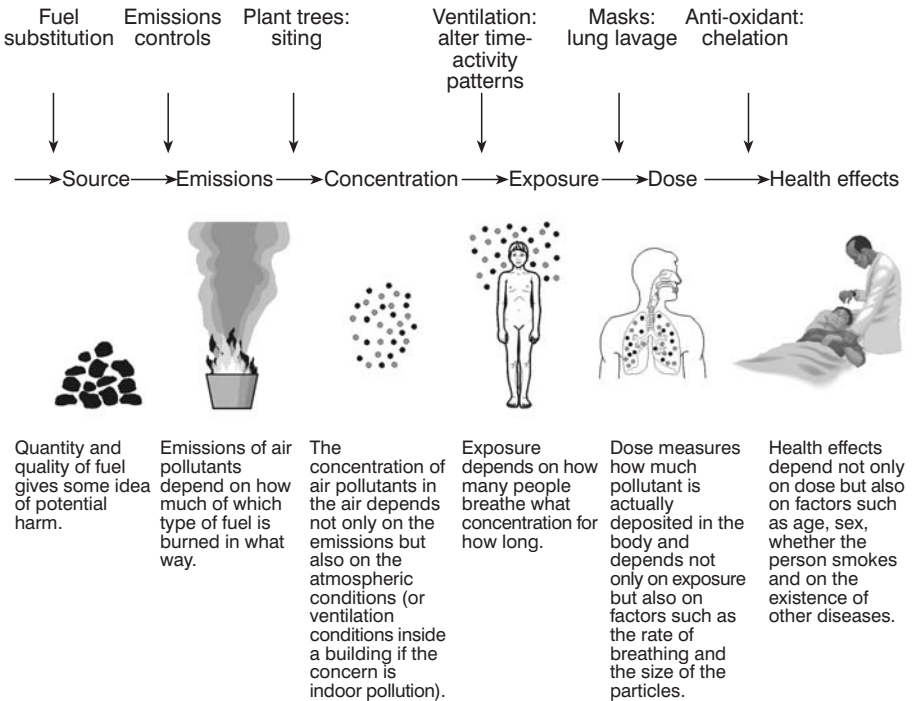 Fuel
substitution
Emissions
controls
Plant trees:
siting
Ventilation:
alter time-
activity
patterns
Masks:
lung lavage
Anti-oxidant:
chelation
Source
Emissions
Concentration
Exposure
Dose
Health effects
Quantity and
quality of fuel
gives some idea
of potential
harm.
Emissions of air
pollutants
depend on how
much of which
type of fuel is
burned in what
way.
The
concentration of
air pollutants in
the air depends
not only on the
emissions but
also on the
atmospheric
conditions (or
ventilation
conditions inside
a building if the
concern is
indoor pollution).
Exposure
depends on how
many people
breathe what
concentration for
how long.
Dose measures
how much
pollutant is
actually
deposited in the
body and
depends not
only on exposure
but also on
factors such as
the rate of
breathing and
the size of the
particles.
Health effects
depend not only
on dose but also
on factors such
as age, sex,
whether the
person smokes
and on the
existence of
other diseases.